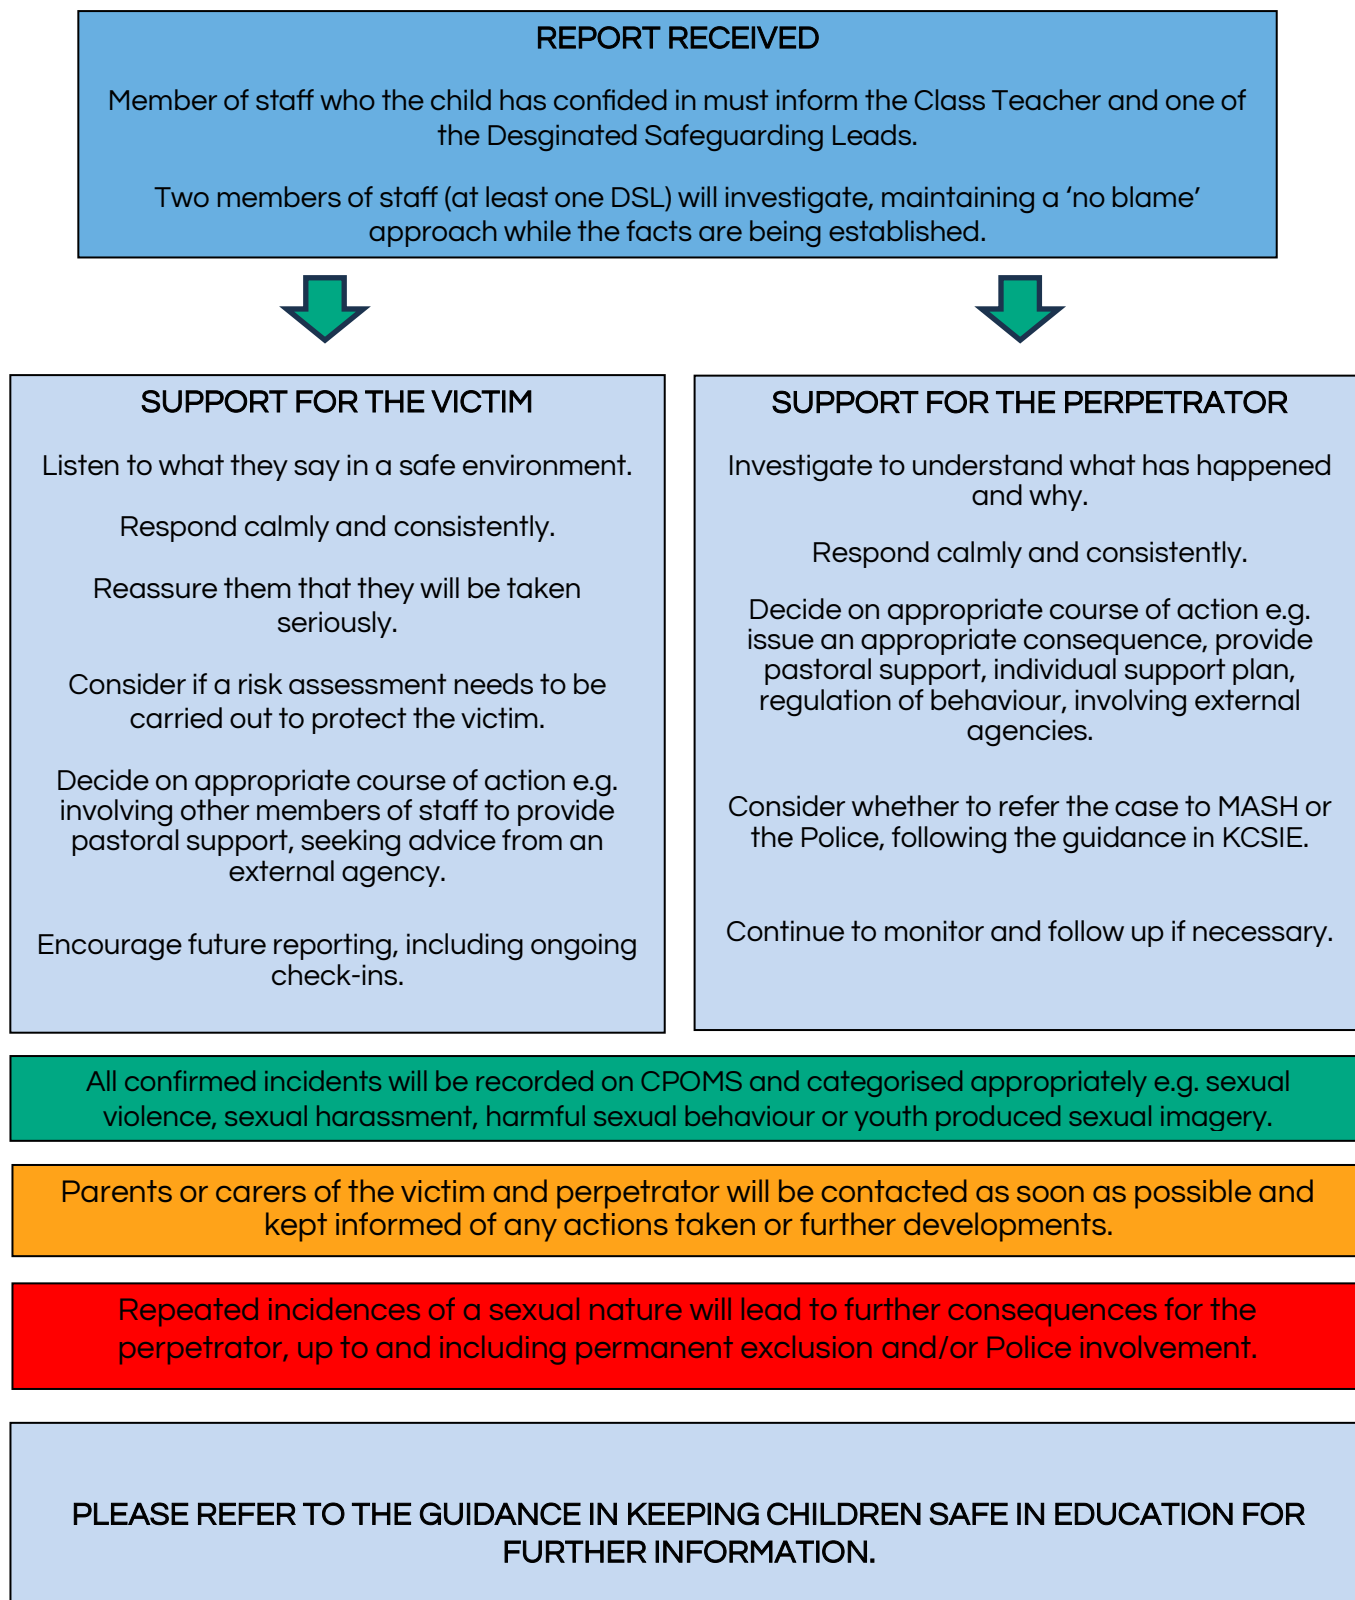 REPORT RECEIVED
Member of staff who the child has confided in must inform the Class Teacher and one of
the Desginated Safeguarding Leads.
Two members of staff (at least one DSL) will investigate, maintaining a ‘no blame’
approach while the facts are being established.
SUPPORT FOR THE VICTIM
Listen to what they say in a safe environment.
Respond calmly and consistently.
Reassure them that they will be taken
seriously.
Consider if a risk assessment needs to be
carried out to protect the victim.
Decide on appropriate course of action e.g.
involving other members of staff to provide
pastoral support, seeking advice from an
external agency.
Encourage future reporting, including ongoing
check-ins.
SUPPORT FOR THE PERPETRATOR
Investigate to understand what has happened
and why.
Respond calmly and consistently.
Decide on appropriate course of action e.g.
issue an appropriate consequence, provide
pastoral support, individual support plan,
regulation of behaviour, involving external
agencies.
Consider whether to refer the case to MASH or
the Police, following the guidance in KCSIE.
Continue to monitor and follow up if necessary.
All confirmed incidents will be recorded on CPOMS and categorised appropriately e.g. sexual
violence, sexual harassment, harmful sexual behaviour or youth produced sexual imagery.
Parents or carers of the victim and perpetrator will be contacted as soon as possible and
kept informed of any actions taken or further developments.
Repeated incidences of a sexual nature will lead to further consequences for the
perpetrator, up to and including permanent exclusion and/or Police involvement.
PLEASE REFER TO THE GUIDANCE IN KEEPING CHILDREN SAFE IN EDUCATION FOR
FURTHER INFORMATION.